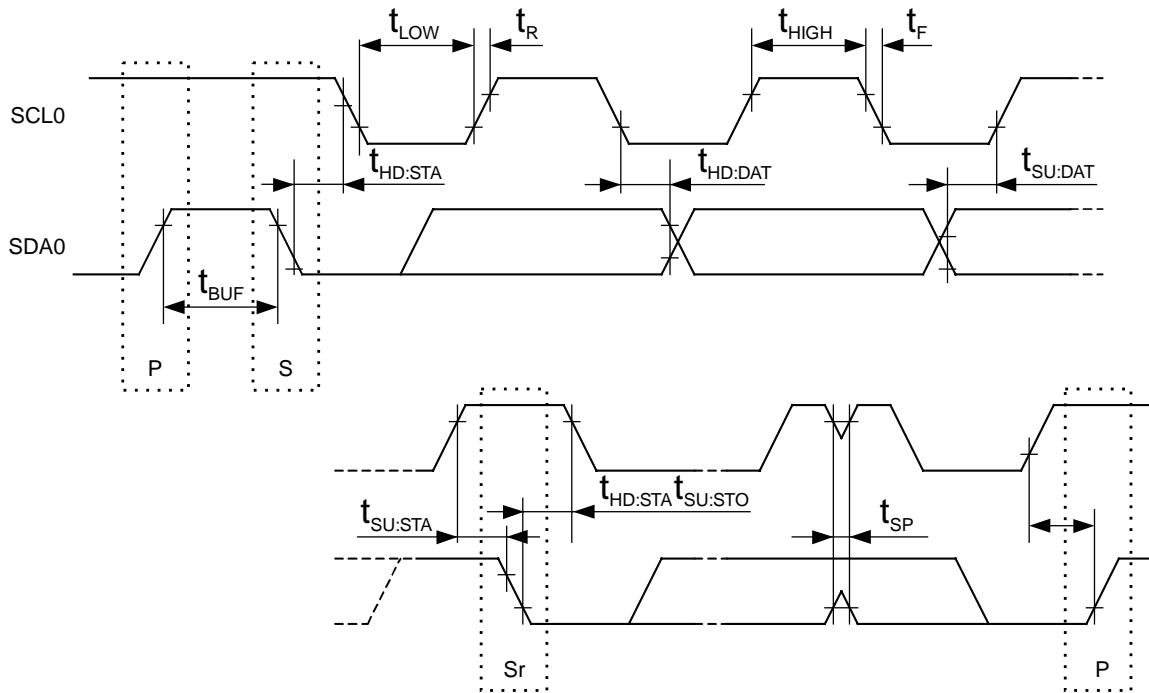 tLOW
tR
tHIGH
tF
SCL0
tHD:STA
tHD:DAT
tSU:DAT
SDA0
tBUF
P
S
tHD:STA
tSU:STO
tSU:STA
tSP
Sr
P